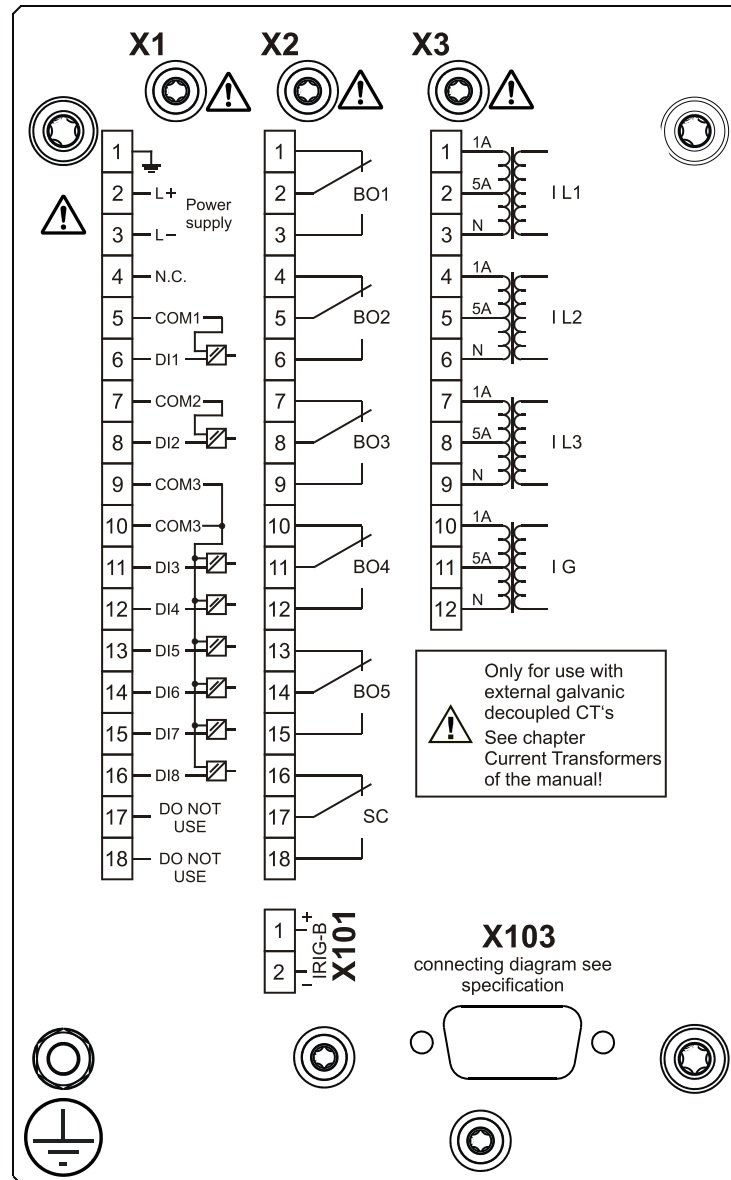 X1
X2
X3
1
2 L+
3 L−
Power
supply
4 N.C.
5 COM1
6 DI1
7 COM2
8 DI2
9 COM3
10 COM3
11 DI3
12 DI4
13 DI5
14 DI6
15 DI7
16 DI8
17 DO NOT
USE
18 DO NOT
USE
1
2 BO1
3
4
5 BO2
6
7
8 BO3
9
10
11 BO4
12
13
14 BO5
15
16
17 SC
18
1 1A
2 5A I L1
3 N
4 1A
5 5A I L2
6 N
7 1A
8 5A I L3
9 N
10 1A
11 5A I G
12 N
Only for use with
external galvanic
decoupled CT‘s
See chapter
Current Transformers
of the manual!
1 +
2 −
IRIG-B
X101
X103
connecting diagram see
specification